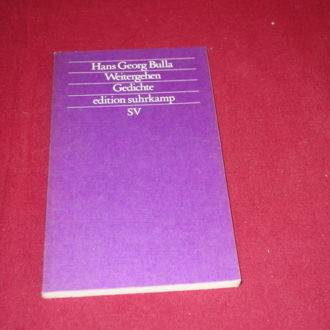 Hans Georg Bulla
Weitergehen
Gedichte
edition suhrkamp
SV